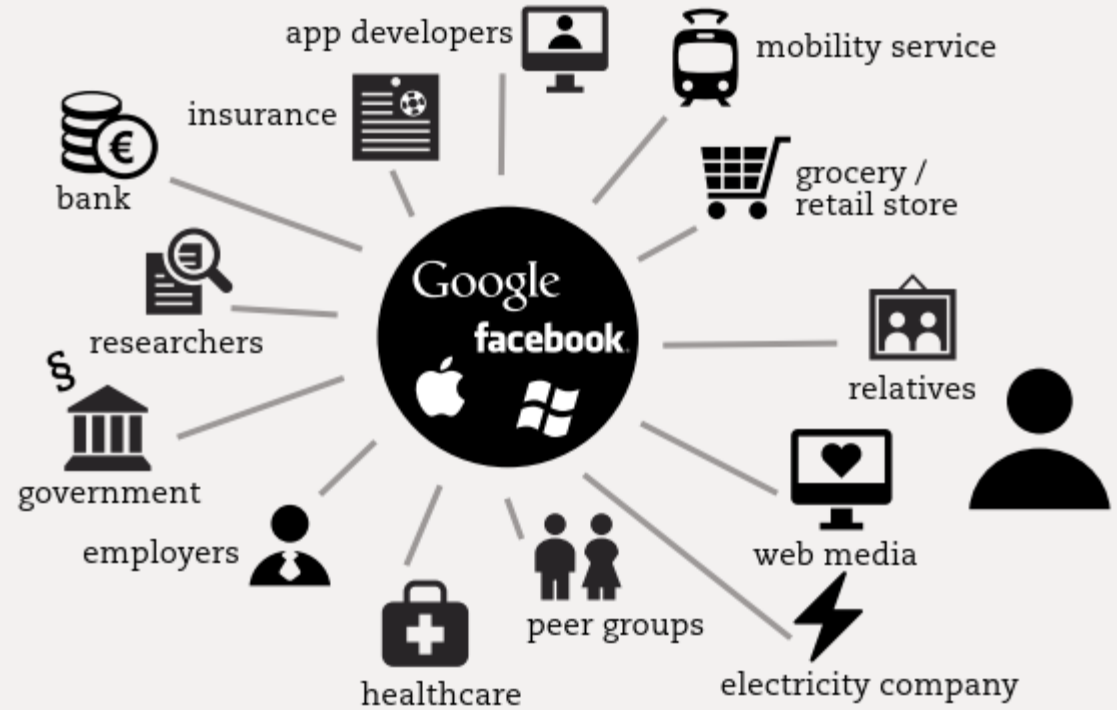 app developers
mobility service
insurance
€
bank
grocery /
retail store
Google
facebook
researchers
§
relatives
government
employers
web media
peer groups
electricity company
healthcare